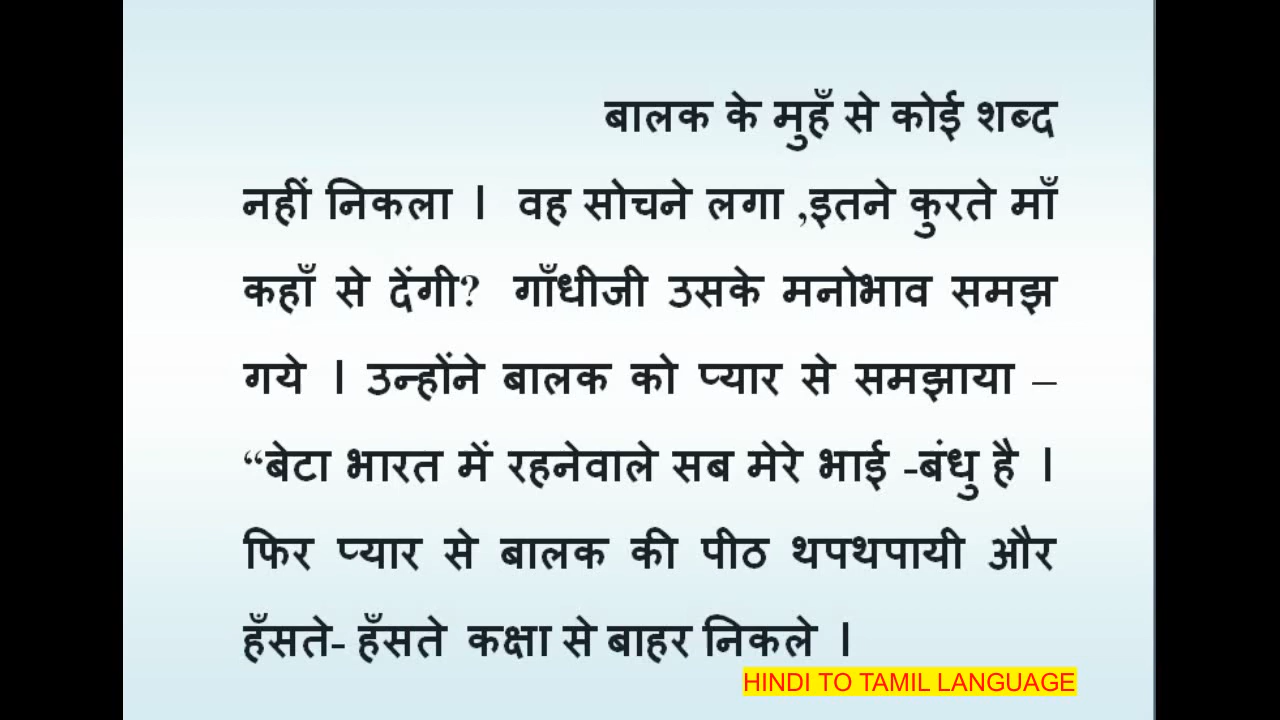 बालक के मुहँ से कोई शब्द
नहीं निकला । वह सोचने लगा ,इतने कुरते माँ
कहाँ से देंगी? गाँधीजी उसके मनोभाव समझ
गये । उन्होंने बालक को प्यार से समझाया –
“बेटा भारत में रहनेवाले सब मेरे भाई -बंधु है ।
फिर प्यार से बालक की पीठ थपथपायी और
हँसते- हँसते कक्षा से बाहर निकले ।
HINDI TO TAMIL LANGUAGE